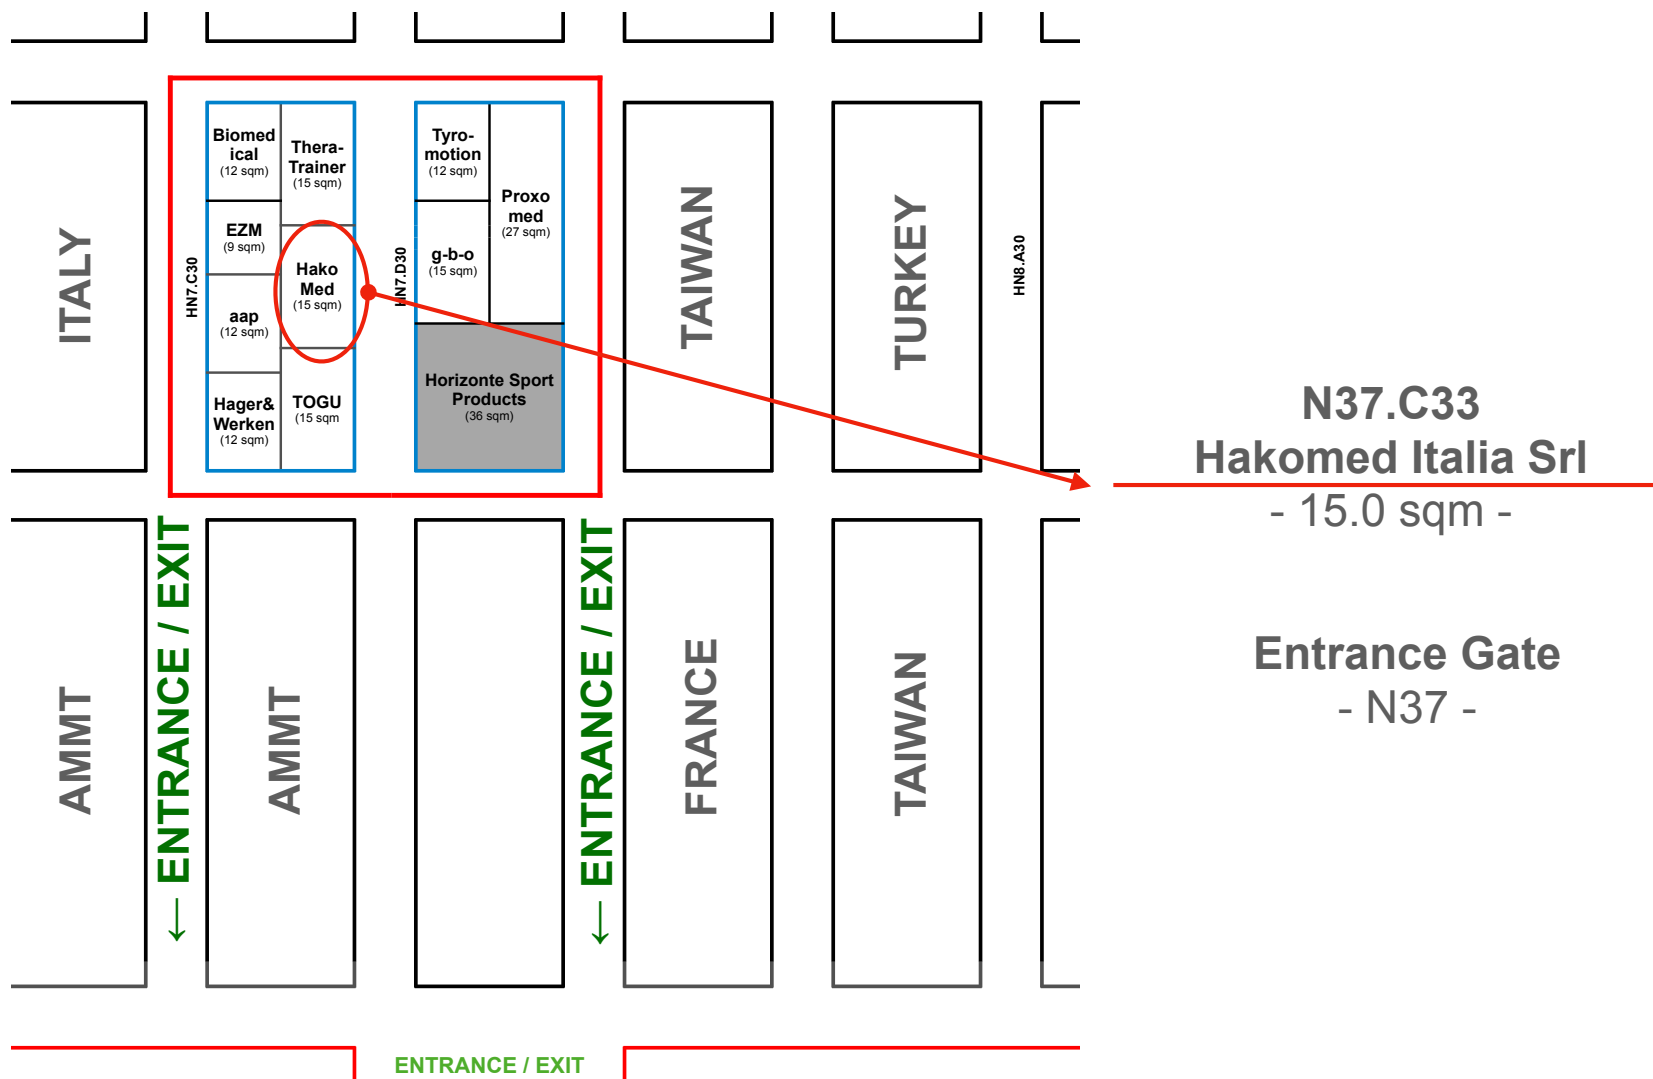 Biomed
ical
(12 sqm)
Thera-
Trainer
(15 sqm)
EZM
(9 sqm)
Hako
Med
(15 sqm)
aap
(12 sqm)
Hager&
Werken
(12 sqm)
TOGU
(15 sqm
Tyro-
motion
(12 sqm)
Proxo
med
(27 sqm)
g-b-o
(15 sqm)
Horizonte Sport
Products
(36 sqm)
HN7.C30
HN7.D30
HN8.A30
ITALY
TAIWAN
TURKEY
N37.C33
Hakomed Italia Srl
- 15.0 sqm -
Entrance Gate
- N37 -
AMMT
← ENTRANCE / EXIT
AMMT
← ENTRANCE / EXIT
FRANCE
TAIWAN
ENTRANCE / EXIT